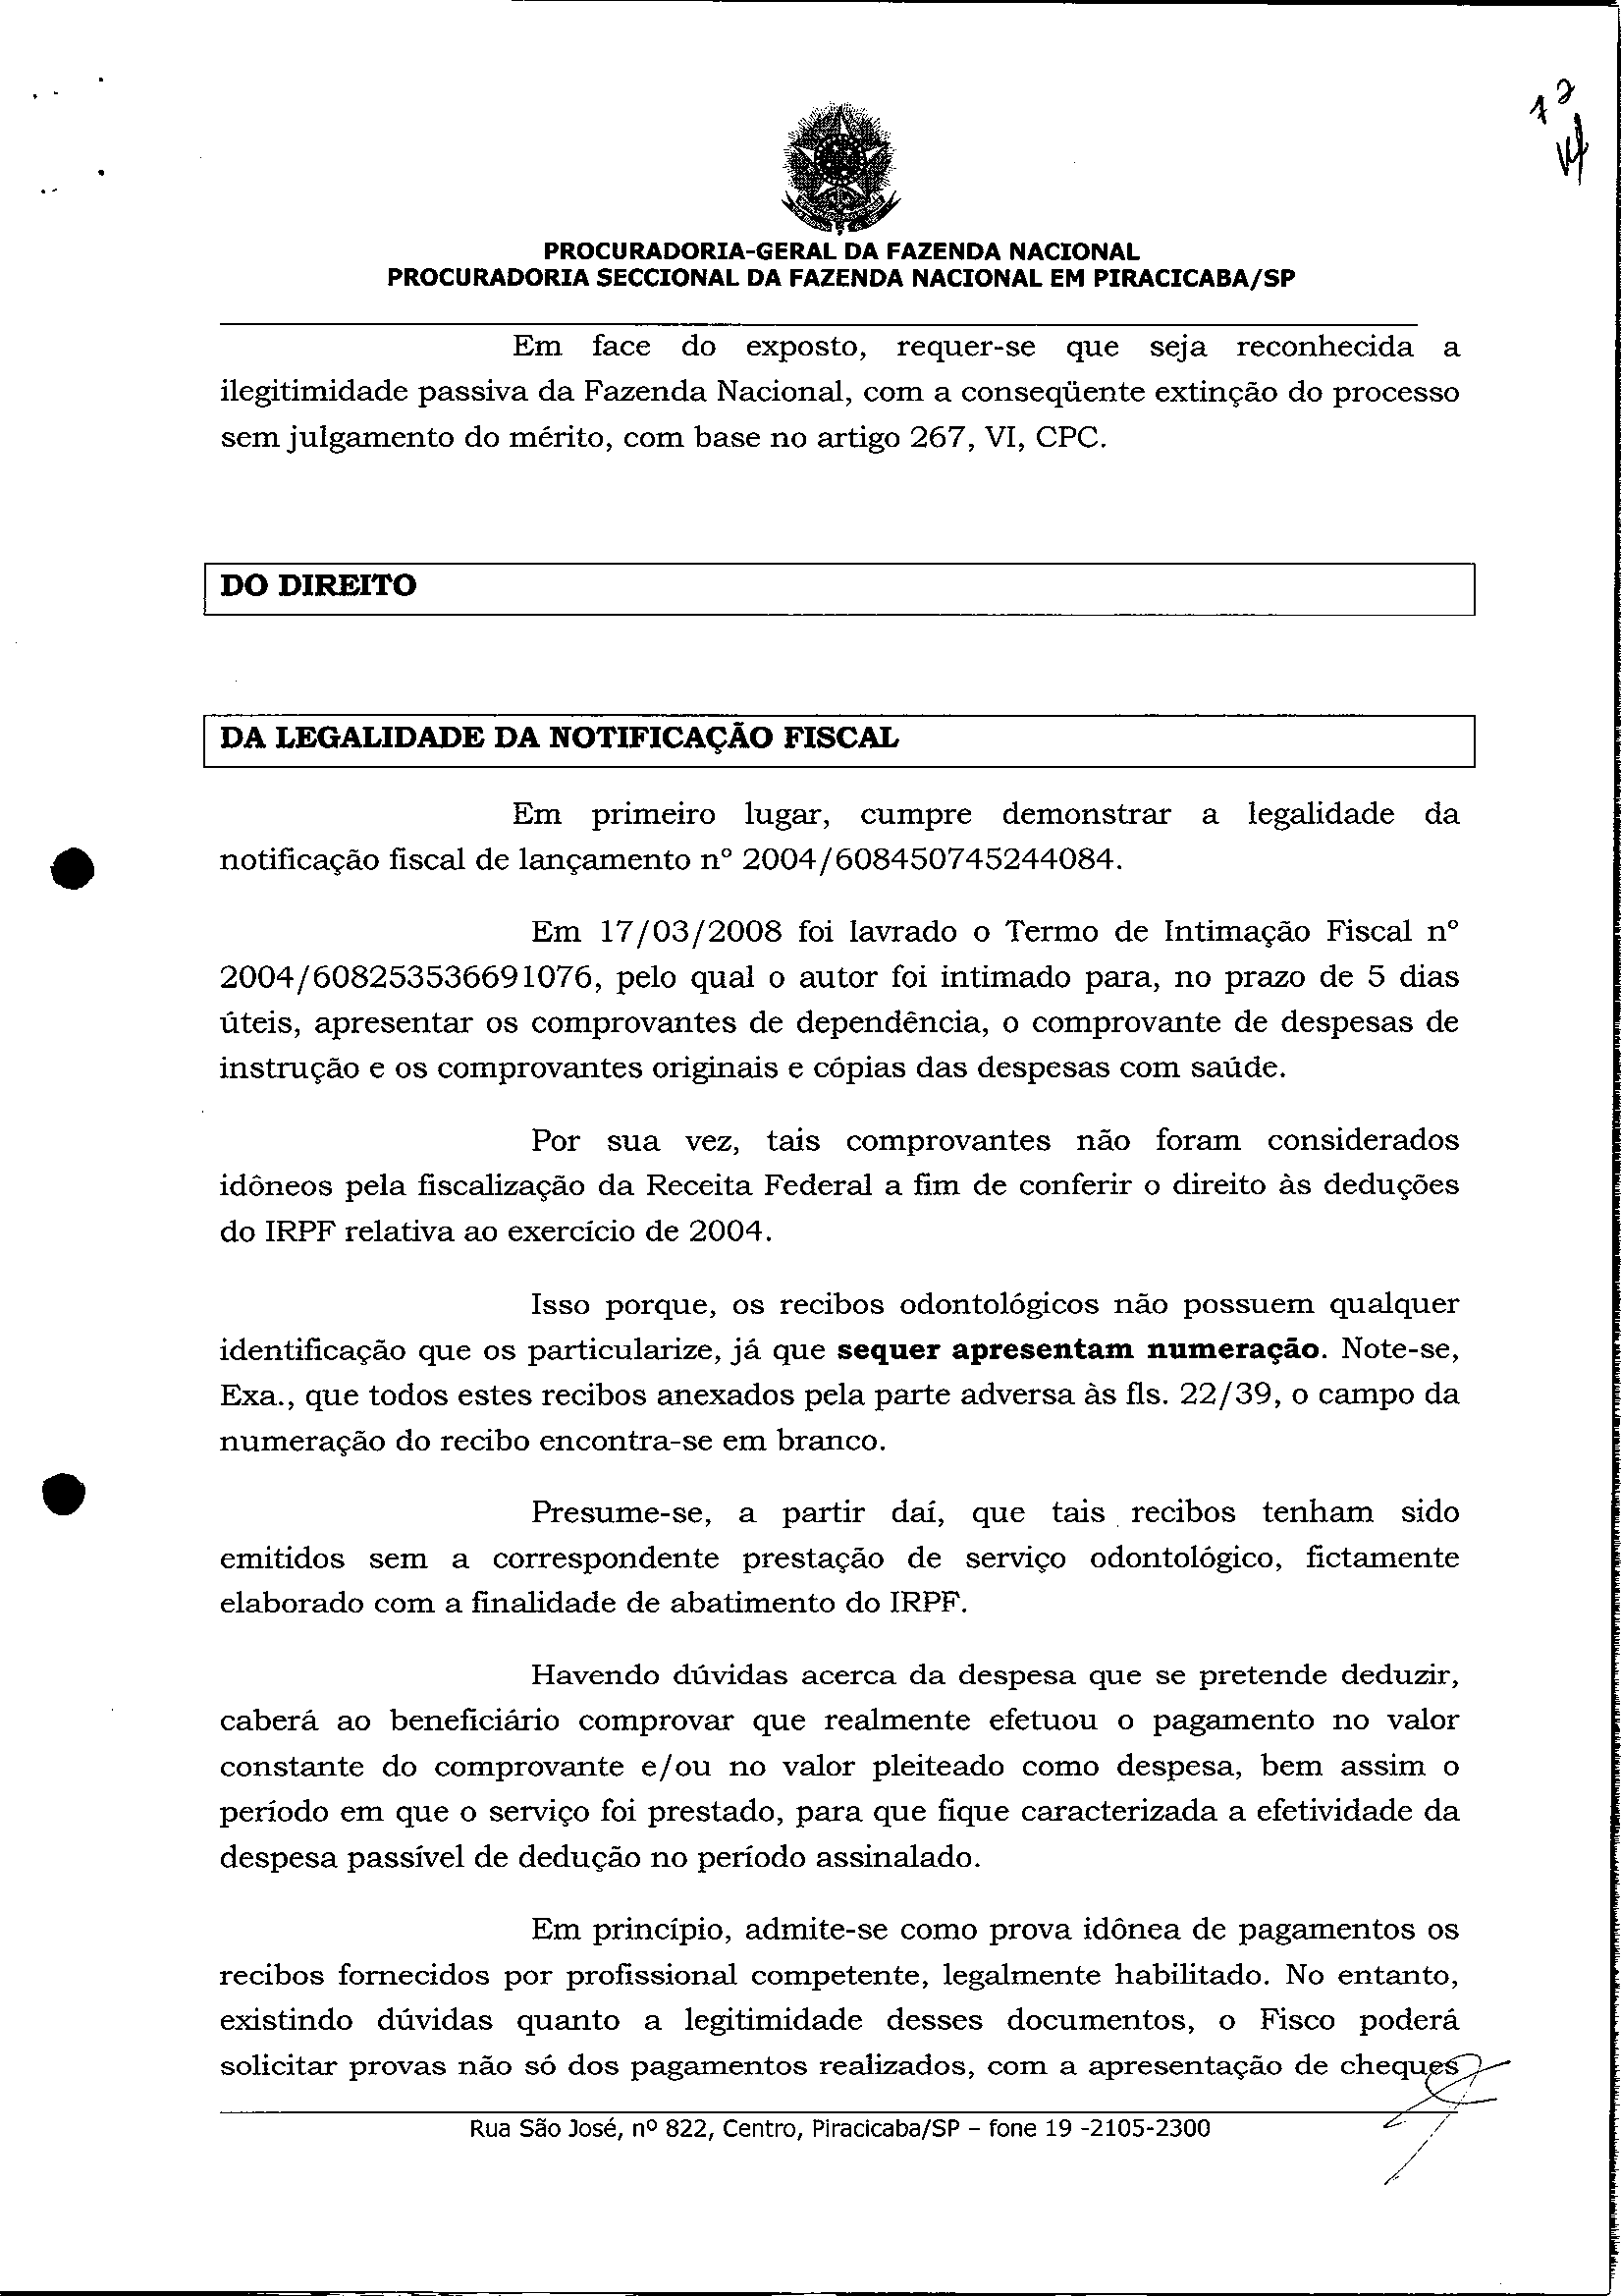 12
PROCURADORIA-GERAL DA FAZENDA NACIONAL
PROCURADORIA SECCIONAL DA FAZENDA NACIONAL EM PIRACICABA/SP
Em face do exposto, requer-se que seja reconhecida a
ilegitimidade passiva da Fazenda Nacional, com a conseqüente extinção do processo
sem julgamento do mérito, com base no artigo 267, VI, CPC.
DO DIREITO
DA LEGALIDADE DA NOTIFICAÇÃO FISCAL
Em primeiro lugar, cumpre demonstrar a legalidade da
notificação fiscal de lançamento nº 2004/608450745244084.
Em 17/03/2008 foi lavrado o Termo de Intimação Fiscal nº
2004/608253536691076, pelo qual o autor foi intimado para, no prazo de 5 dias
úteis, apresentar os comprovantes de dependência, o comprovante de despesas de
instrução e os comprovantes originais e cópias das despesas com saúde.
Por sua vez, tais comprovantes não foram considerados
idôneos pela fiscalização da Receita Federal a fim de conferir o direito às deduções
do IRPF relativa ao exercício de 2004.
Isso porque, os recibos odontológicos não possuem qualquer
identificação que os particularize, já que sequer apresentam numeração. Note-se,
Exa., que todos estes recibos anexados pela parte adversa às fls. 22/39, o campo da
numeração do recibo encontra-se em branco.
Presume-se, a partir daí, que tais recibos tenham sido
emitidos sem a correspondente prestação de serviço odontológico, fictamente
elaborado com a finalidade de abatimento do IRPF.
Havendo dúvidas acerca da despesa que se pretende deduzir,
caberá ao beneficiário comprovar que realmente efetuou o pagamento no valor
constante do comprovante e/ou no valor pleiteado como despesa, bem assim o
período em que o serviço foi prestado, para que fique caracterizada a efetividade da
despesa passível de dedução no período assinalado.
Em princípio, admite-se como prova idônea de pagamentos os
recibos fornecidos por profissional competente, legalmente habilitado. No entanto,
existindo dúvidas quanto a legitimidade desses documentos, o Fisco poderá
solicitar provas não só dos pagamentos realizados, com a apresentação de cheques
Rua São José, nº 822, Centro, Piracicaba/SP – fone 19 -2105-2300